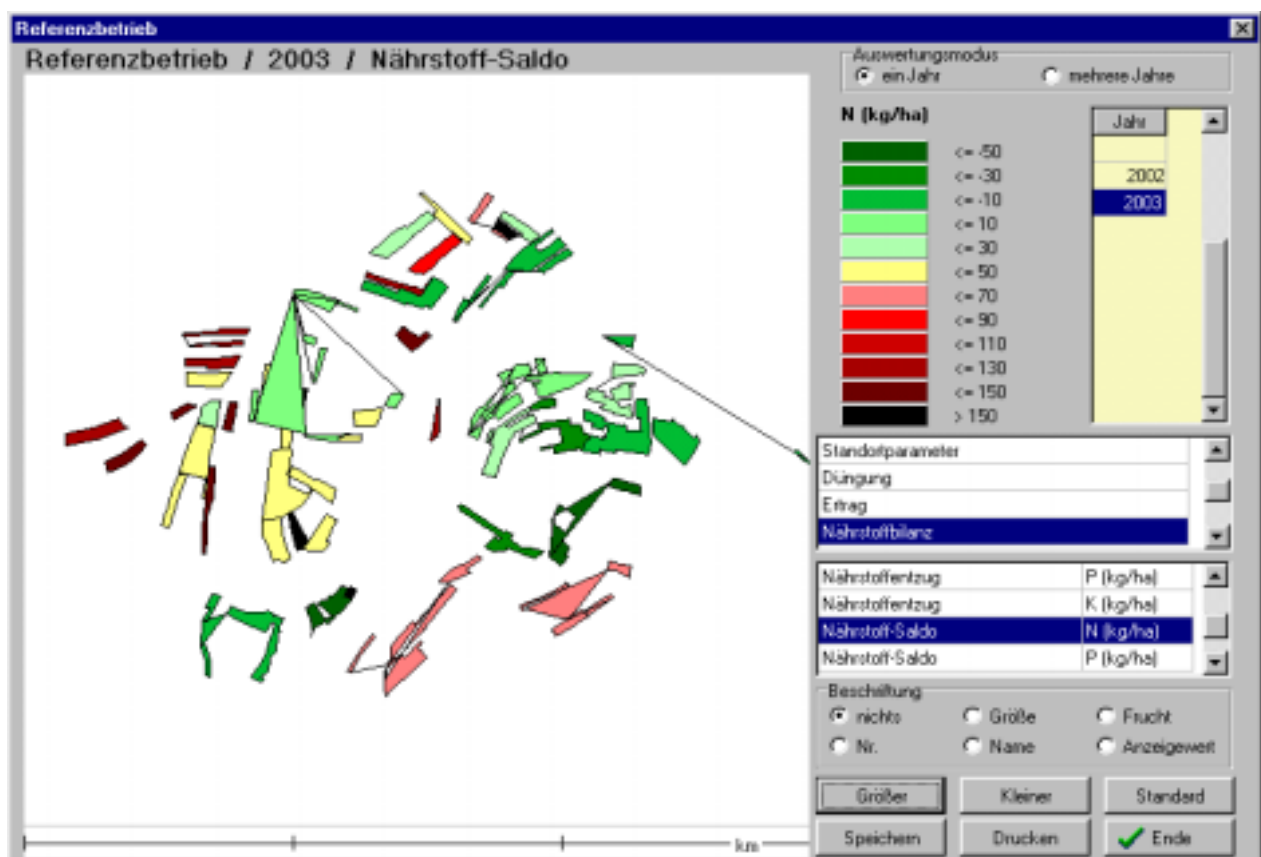 Referenzbetrieb
Referenzbetrieb / 2003 / Nährstoff-Saldo
Auswertungsmodus
ein Jahr
mehrere Jahre
N (kg/ha)
<= -50
<= -30
<= -10
<= 10
<= 30
<= 50
<= 70
<= 90
<= 110
<= 130
<= 150
> 150
Jahr
2002
2003
Standortparameter
Düngung
Ertrag
Nährstoffbilanz
Nährstoffentzug P (kg/ha)
Nährstoffentzug K (kg/ha)
Nährstoff-Saldo N (kg/ha)
Nährstoff-Saldo P (kg/ha)
Beschriftung
nichts Größe Frucht
Nr. Name Anzeigewert
Größer Kleiner Standard
Speichern Drucken Ende
km